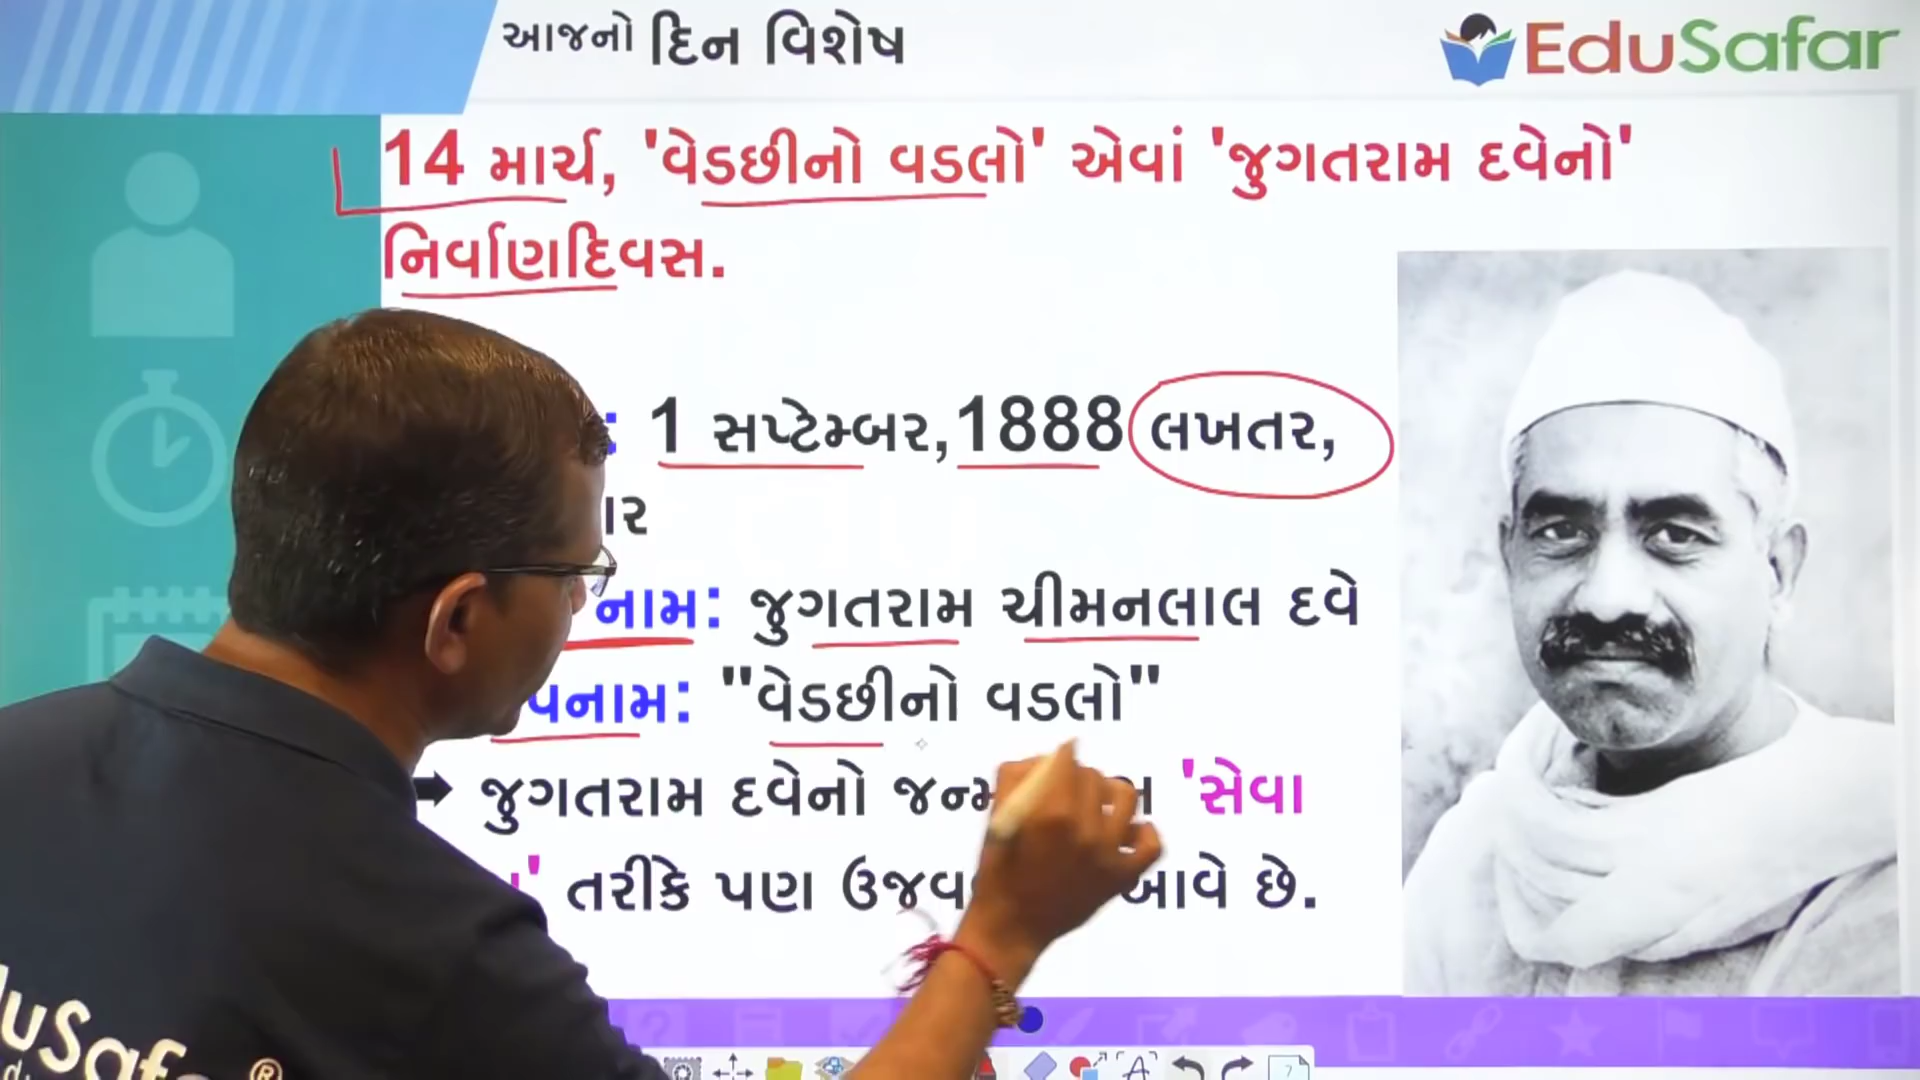 આજનો દિન વિશેષ
EduSafar
14 માર્ચ, 'વેડછીનો વડલો' એવાં 'જુગતરામ દવેનો'
નિર્વાણદિવસ.
: 1 સપ્ટેમ્બર,1888 લખતર,
નામ: જુગતરામ ચીમનલાલ દવે
પનામ: "વેડછીનો વડલો"
➡ જુગતરામ દવેનો 'સેવા
' તરીકે પણ આવે છે.